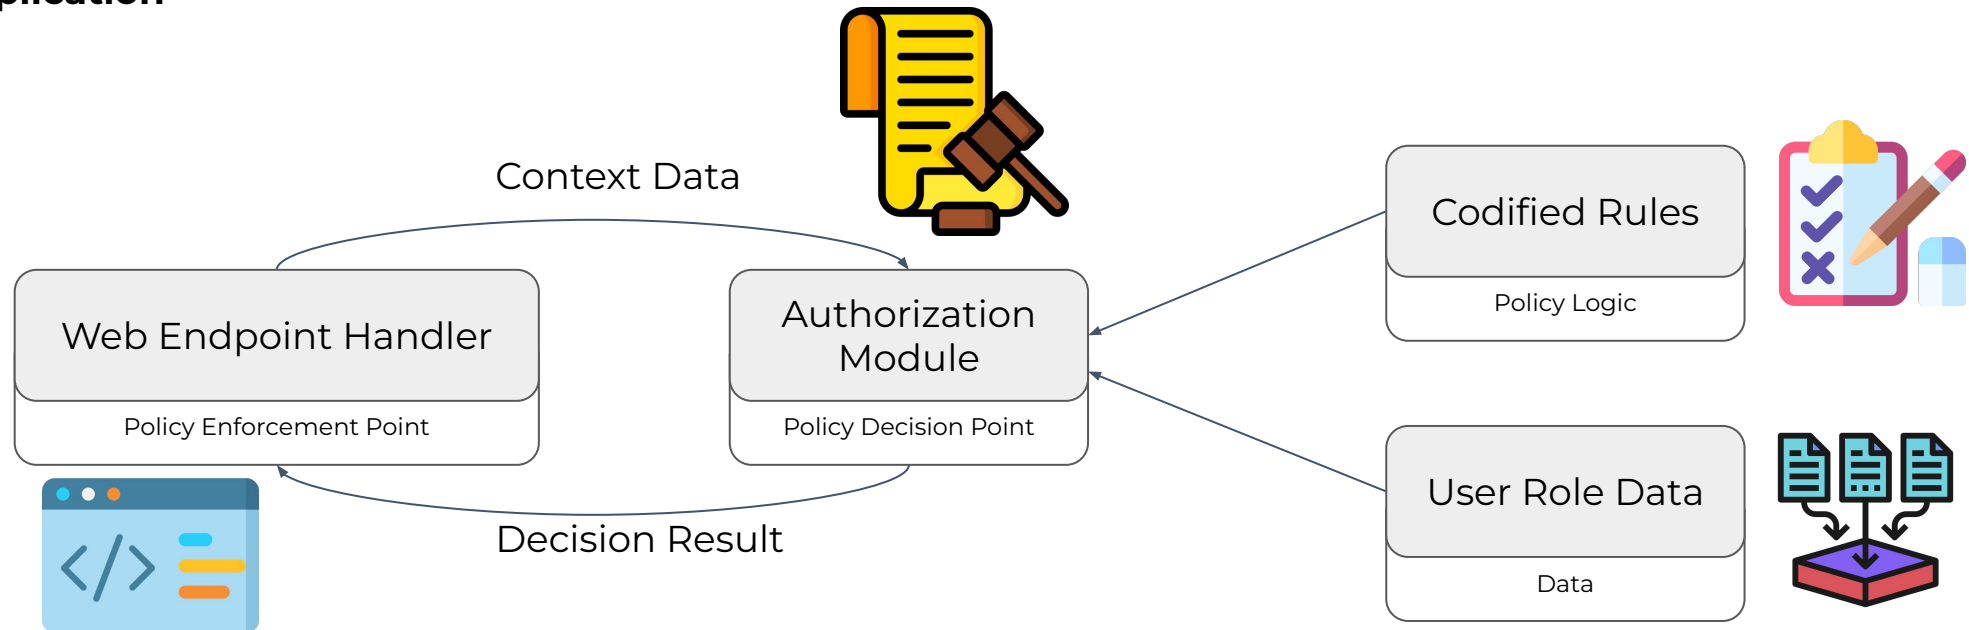 plication
Context Data
Codified Rules
Policy Logic
Web Endpoint Handler
Policy Enforcement Point
Authorization
Module
Policy Decision Point
User Role Data
Data
Decision Result